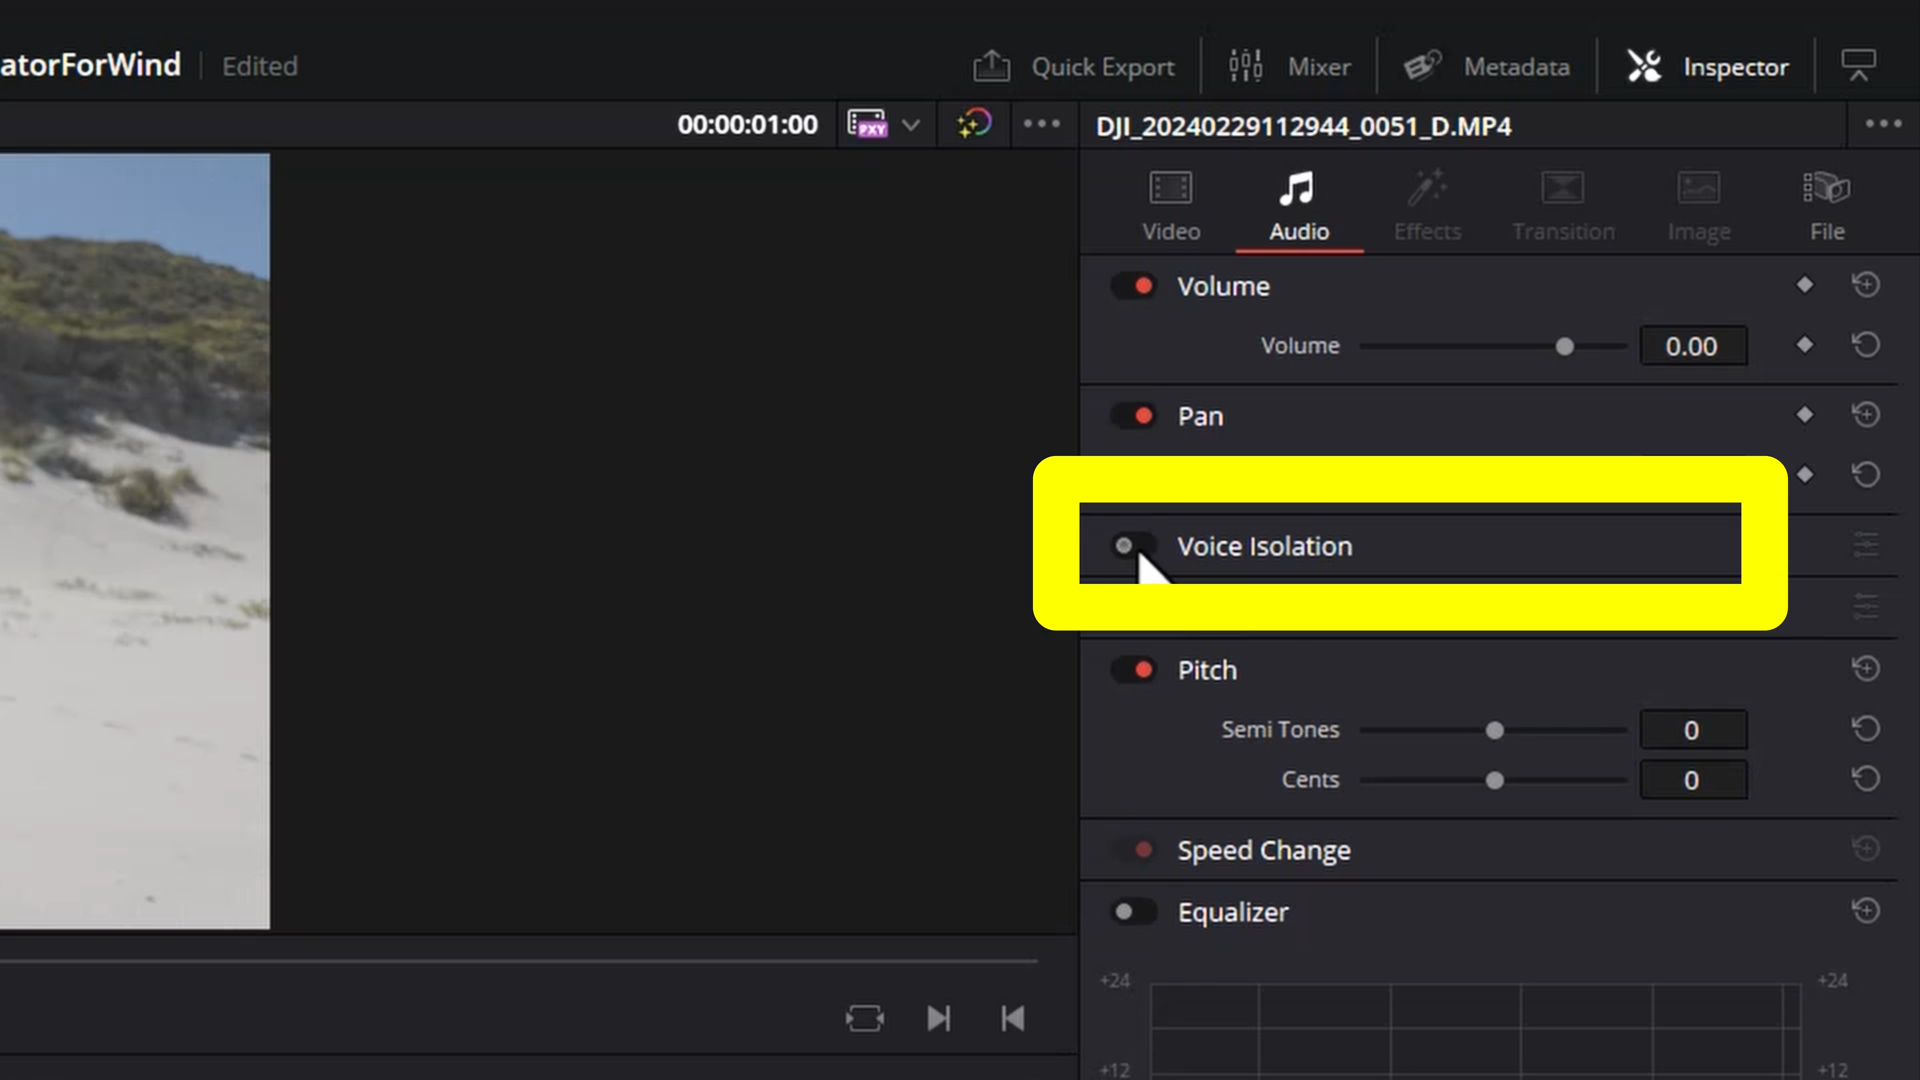 atorForWind Edited Quick Export Mixer Metadata Inspector
00:00:01:00 PXY DJI_20240229112944_0051_D.MP4
Video Audio Effects Transition Image File
Volume
Volume 0.00
Pan
Voice Isolation
Pitch
Semi Tones 0
Cents 0
Speed Change
Equalizer
+24 +24
+12 +12